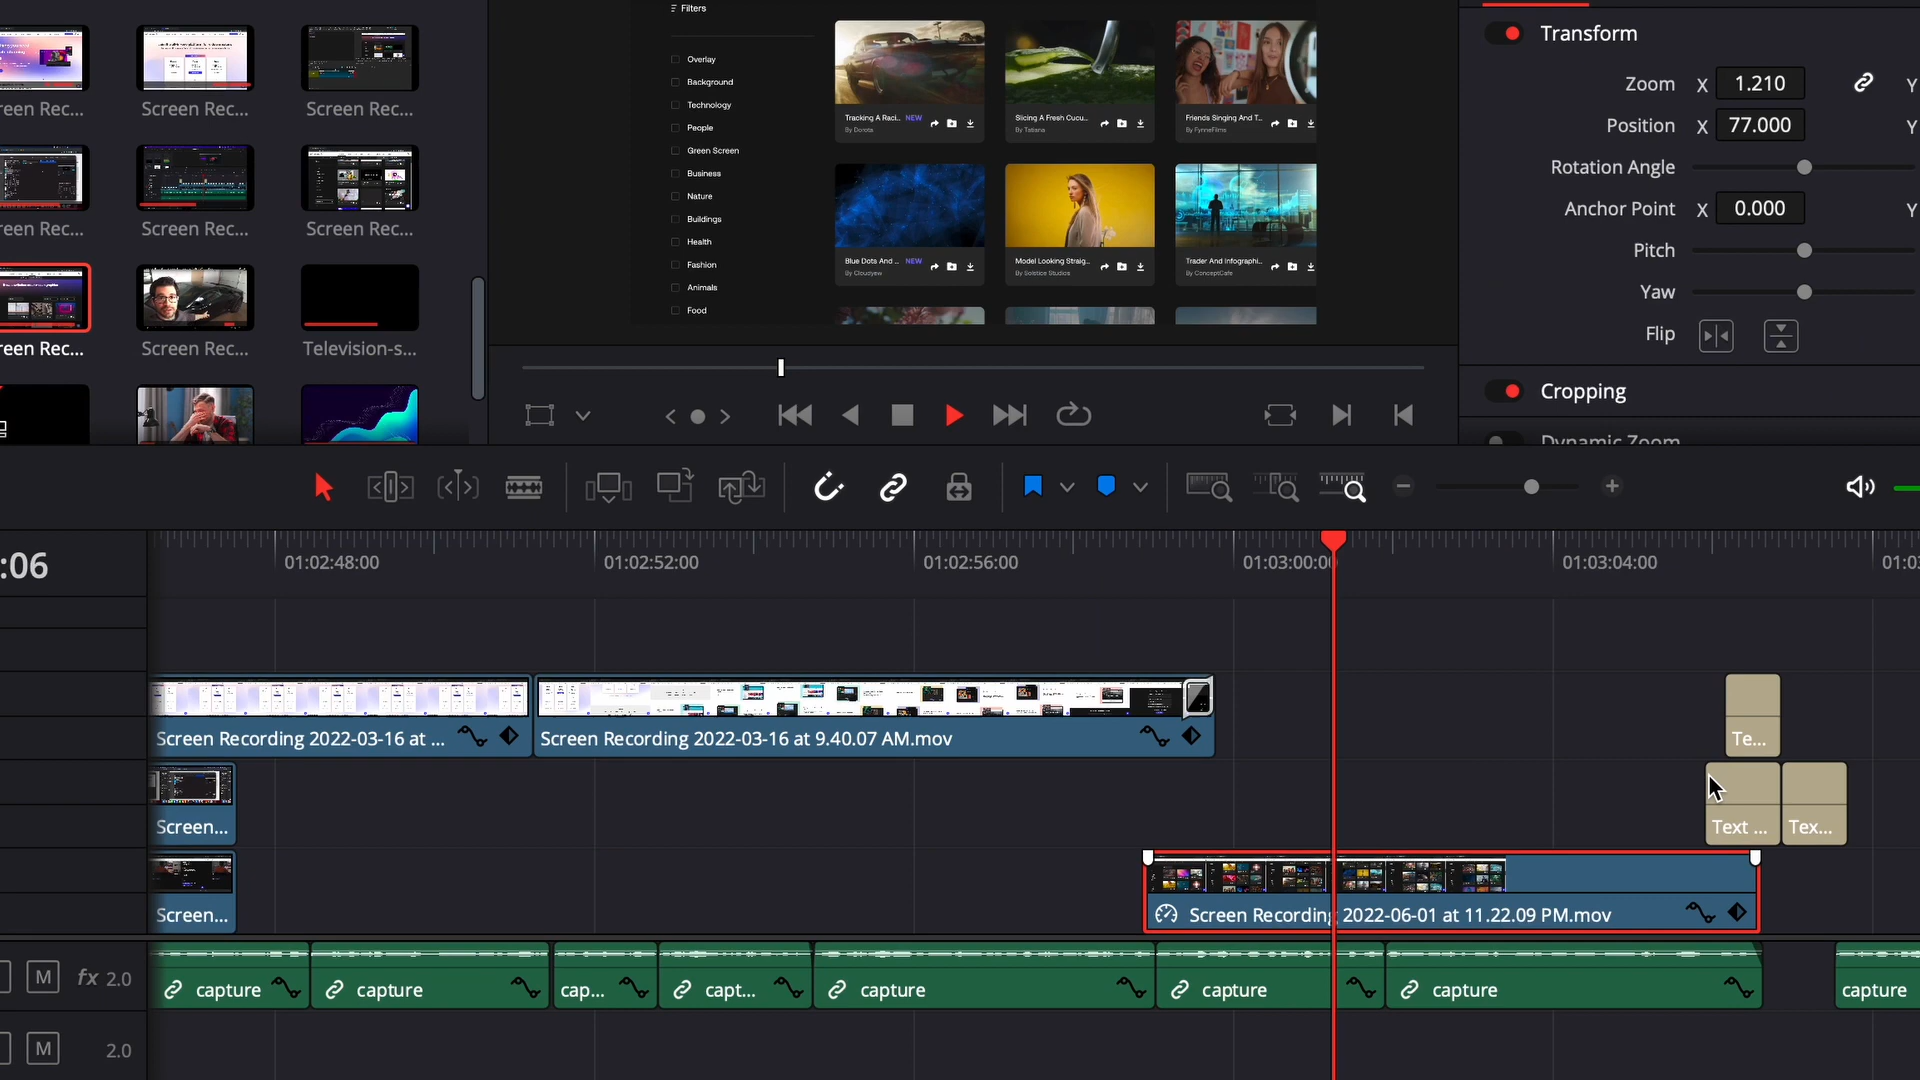 Filters
Overlay
Background
Technology
People
Green Screen
Business
Nature
Buildings
Health
Fashion
Animals
Food
Tracking A Raci... NEW
By Dorota
Slicing A Fresh Cucu...
By Tatiana
Friends Singing And T...
By FynneFilms
Blue Dots And ... NEW
By Cloudyew
Model Looking Straig...
By Solstice Studios
Trader And Infographi...
By ConceptCafe
een Rec...
Screen Rec...
Screen Rec...
een Rec...
Screen Rec...
Screen Rec...
een Rec...
Screen Rec...
Television-s...
Transform
Zoom X 1.210 Y
Position X 77.000 Y
Rotation Angle
Anchor Point X 0.000 Y
Pitch
Yaw
Flip
Cropping
Dynamic Zoom
:06
01:02:48:00
01:02:52:00
01:02:56:00
01:03:00:00
01:03:04:00
01:03
Screen Recording 2022-03-16 at ...
Screen Recording 2022-03-16 at 9.40.07 AM.mov
Te...
Screen...
Text ...
Tex...
Screen...
Screen Recording 2022-06-01 at 11.22.09 PM.mov
M fx 2.0
capture
capture
cap...
capt...
capture
capture
capture
capture
M 2.0